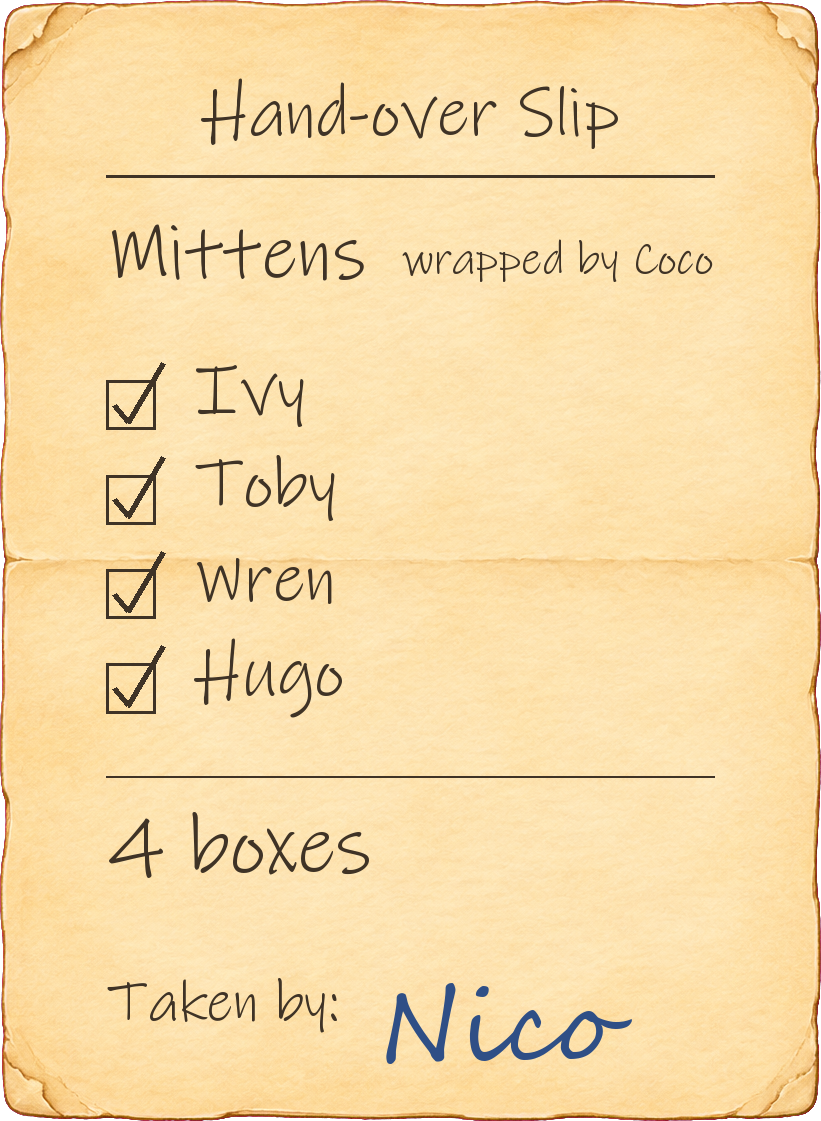 Hand-over Slip
Mittens wrapped by Coco
Ivy
Toby
Wren
Hugo
4 boxes
Taken by: Nico